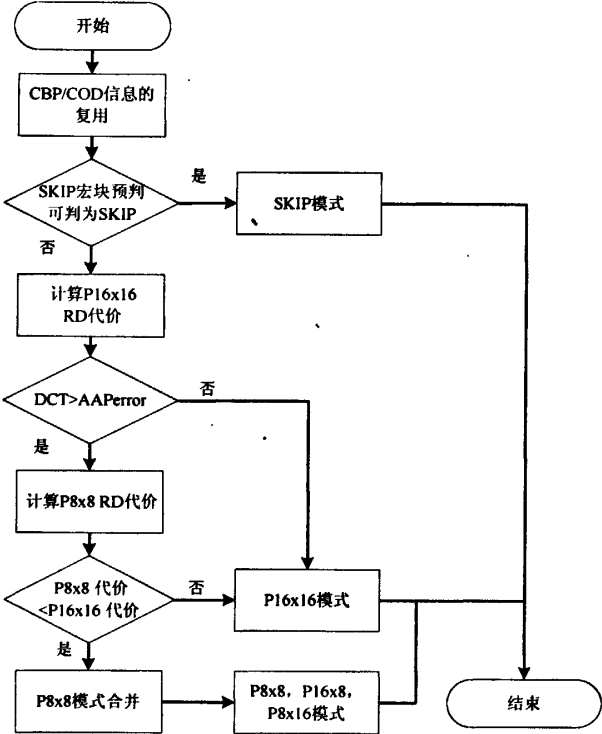 开始
CBP/COD信息的
复用
SKIP宏块预判
可判为SKIP
是
SKIP模式
否
计算P16x16
RD代价
DCT>AAPerror
否
是
计算P8x8 RD代价
P8x8 代价
<P16x16 代价
否
P16x16模式
是
P8x8模式合并
P8x8，P16x8，
P8x16模式
结束